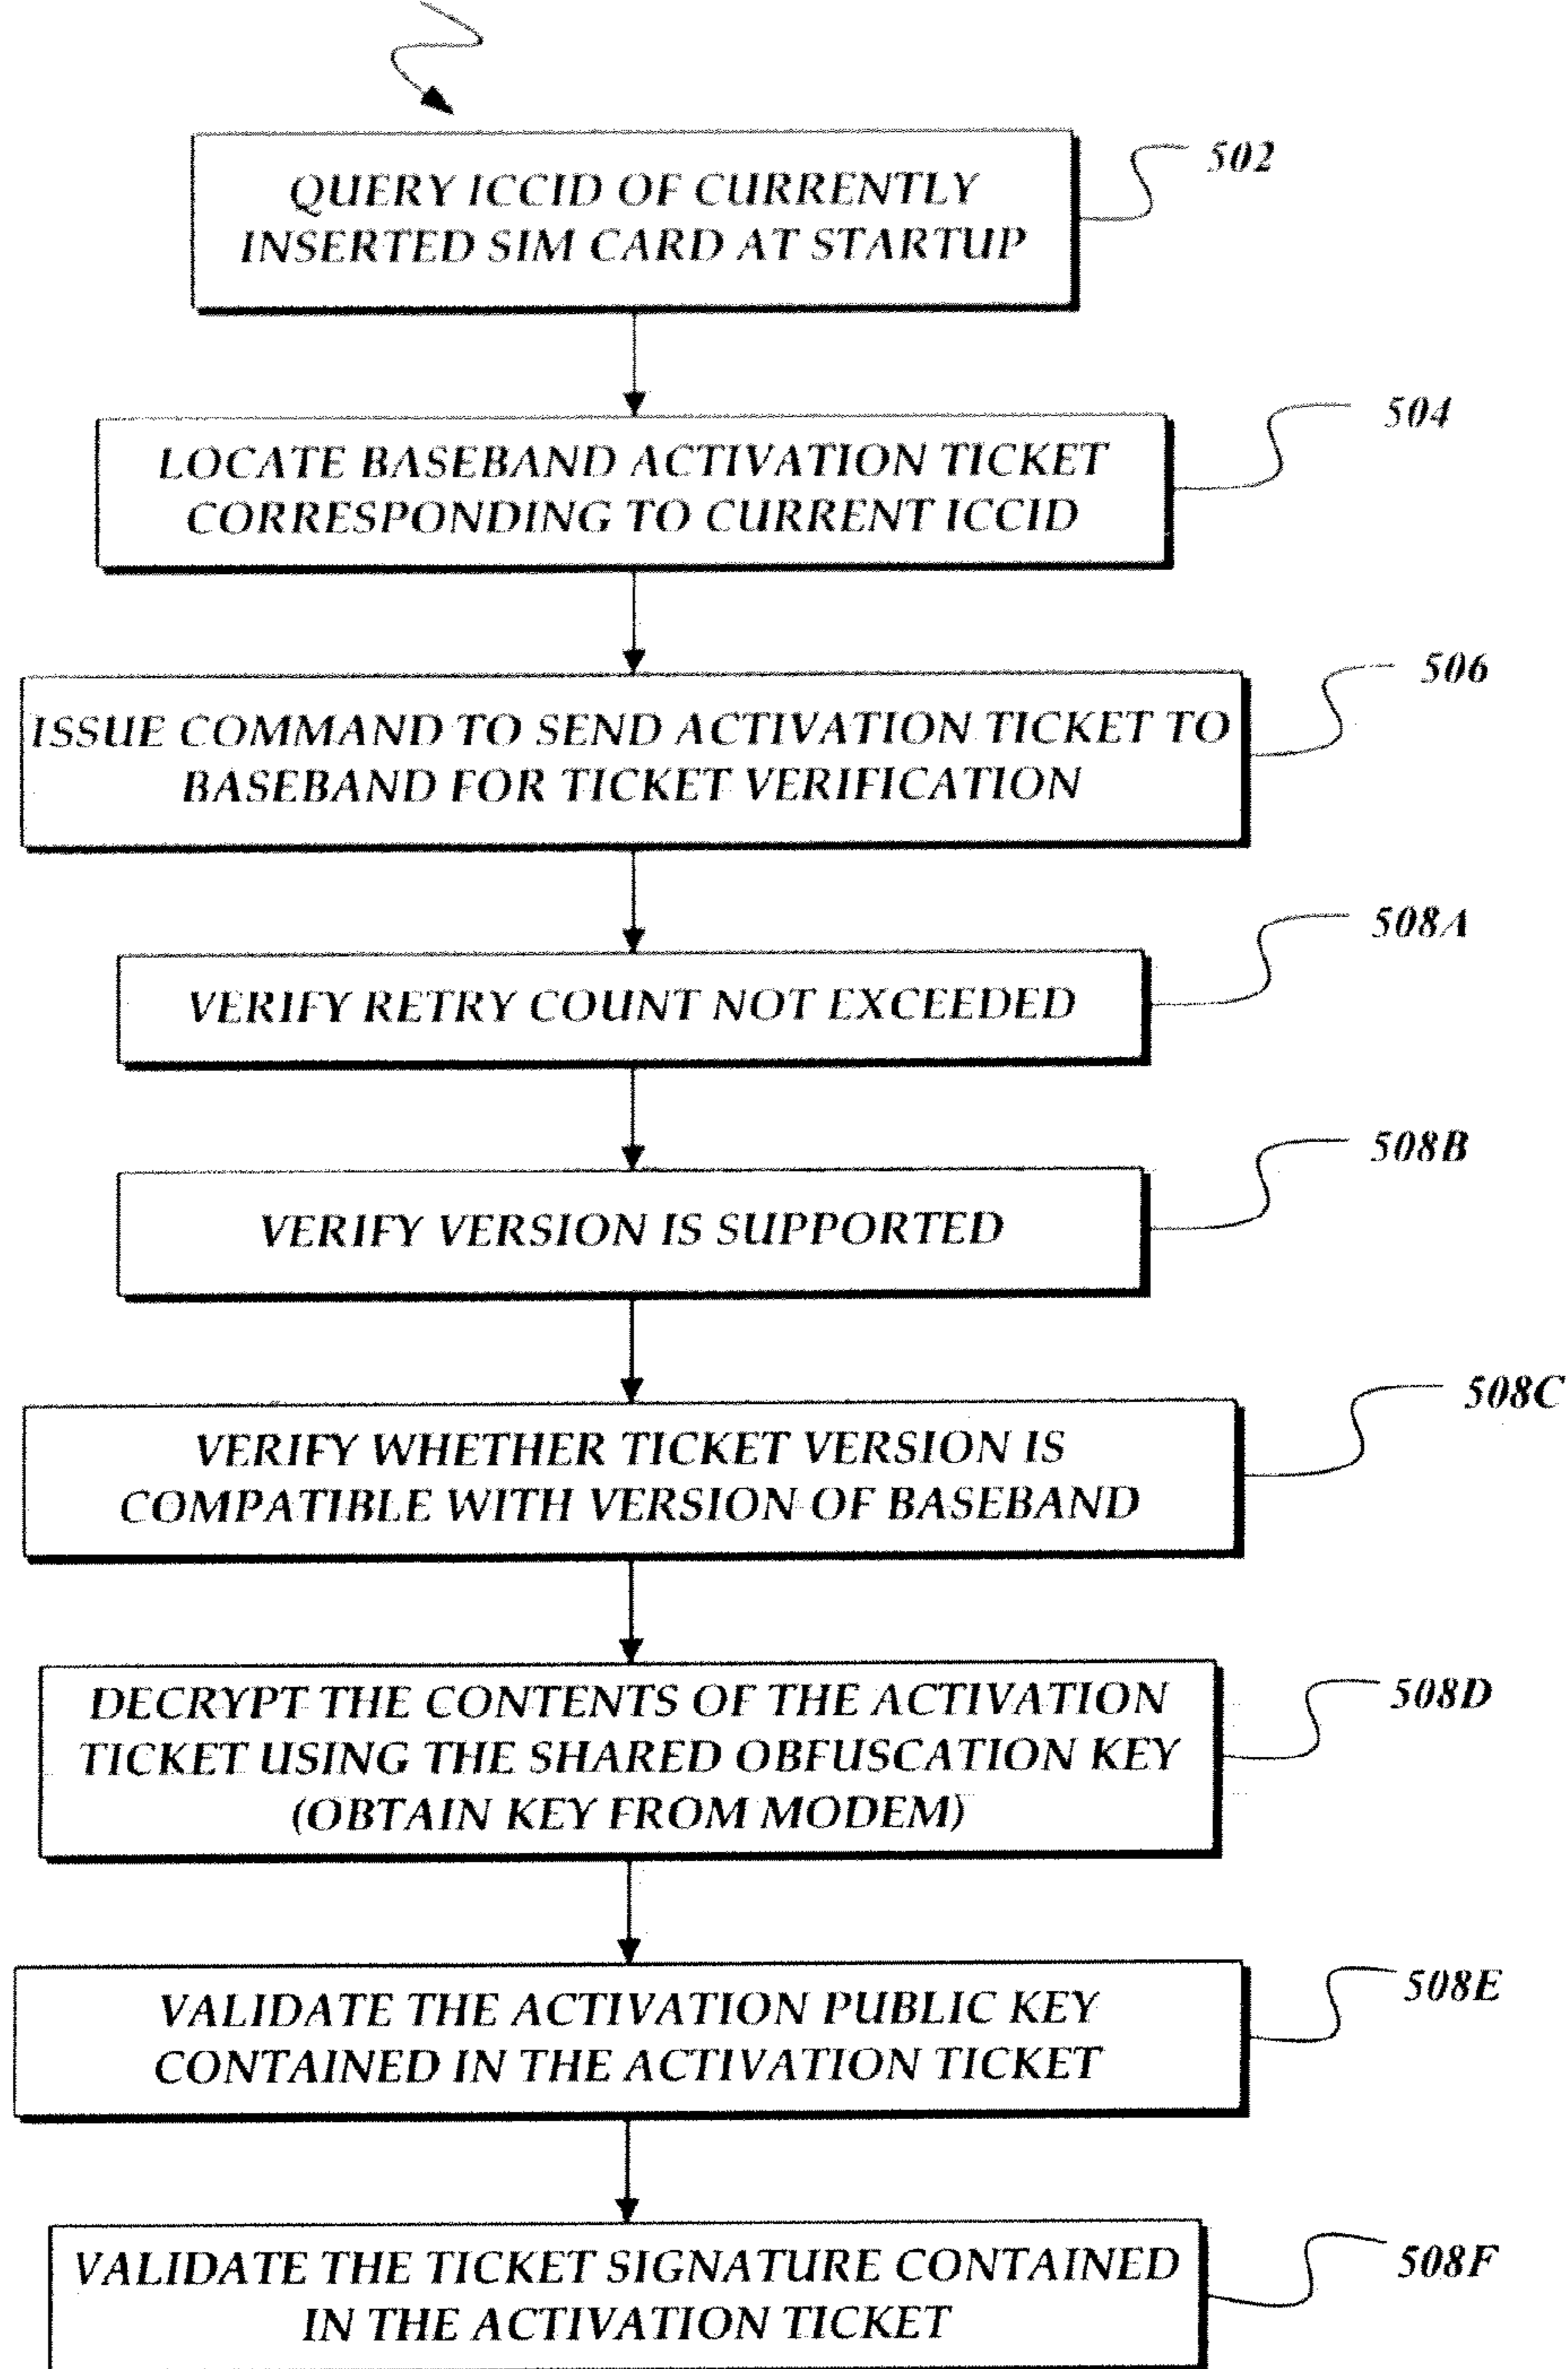 502
QUERY ICCID OF CURRENTLY
INSERTED SIM CARD AT STARTUP
504
LOCATE BASEBAND ACTIVATION TICKET
CORRESPONDING TO CURRENT ICCID
506
ISSUE COMMAND TO SEND ACTIVATION TICKET TO
BASEBAND FOR TICKET VERIFICATION
508A
VERIFY RETRY COUNT NOT EXCEEDED
508B
VERIFY VERSION IS SUPPORTED
508C
VERIFY WHETHER TICKET VERSION IS
COMPATIBLE WITH VERSION OF BASEBAND
508D
DECRYPT THE CONTENTS OF THE ACTIVATION
TICKET USING THE SHARED OBFUSCATION KEY
(OBTAIN KEY FROM MODEM)
508E
VALIDATE THE ACTIVATION PUBLIC KEY
CONTAINED IN THE ACTIVATION TICKET
508F
VALIDATE THE TICKET SIGNATURE CONTAINED
IN THE ACTIVATION TICKET